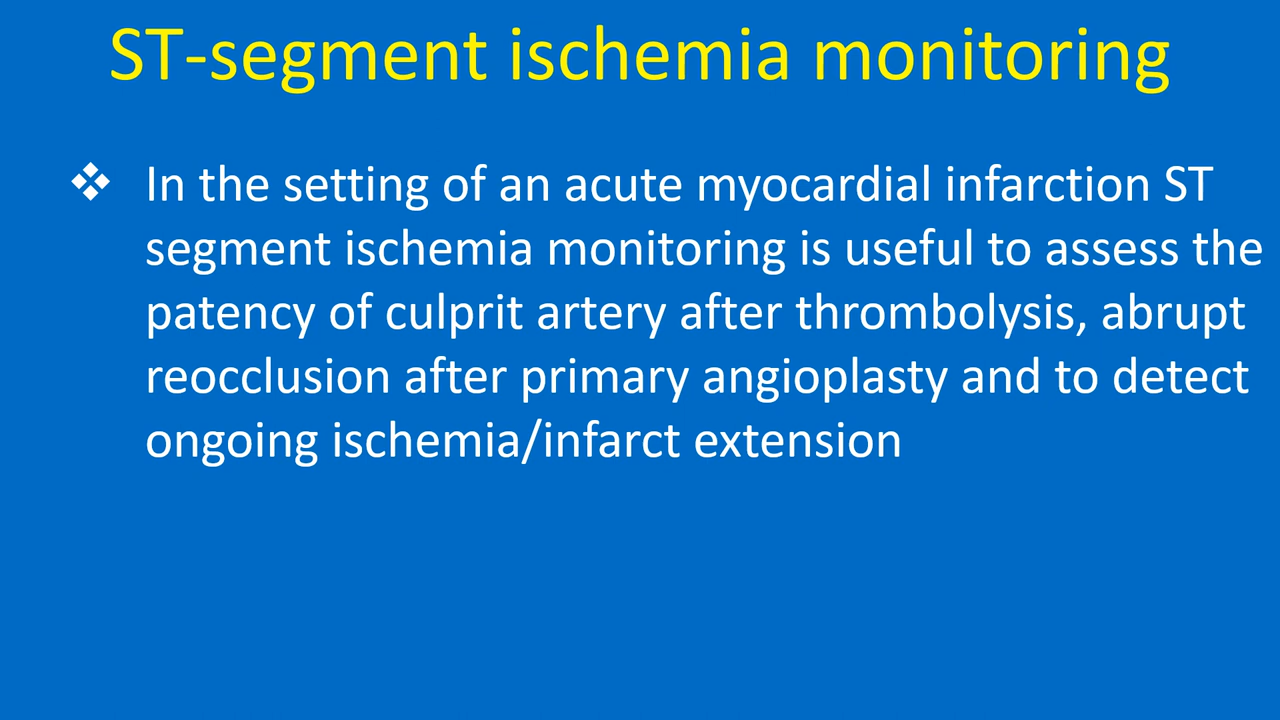 ST-segment ischemia monitoring
❖ In the setting of an acute myocardial infarction ST
segment ischemia monitoring is useful to assess the
patency of culprit artery after thrombolysis, abrupt
reocclusion after primary angioplasty and to detect
ongoing ischemia/infarct extension